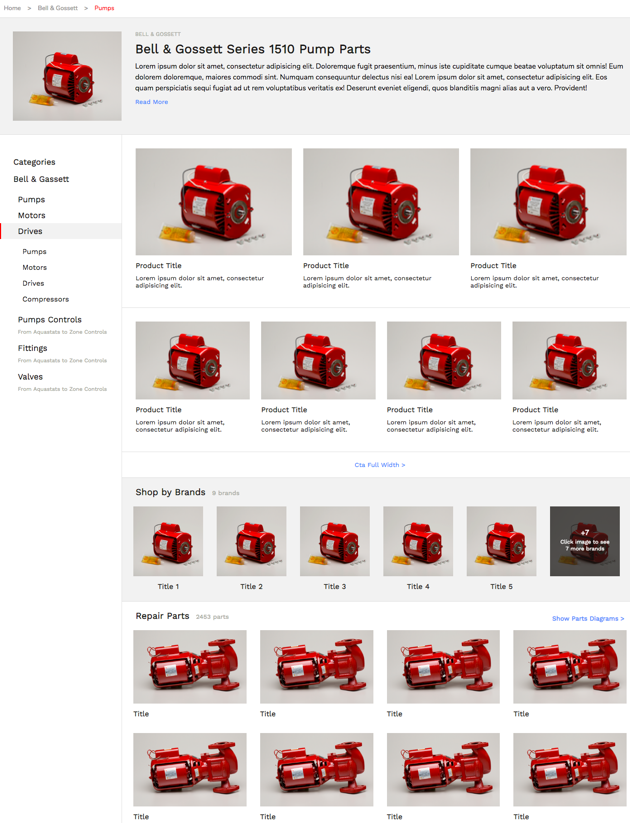 Home > Bell & Gossett > Pumps
BELL & GOSSETT
Bell & Gossett Series 1510 Pump Parts
Lorem ipsum dolor sit amet, consectetur adipisicing elit. Doloremque fugit praesentium, minus iste cupiditate cumque beatae voluptatum sit omnis! Eum
dolorem doloremque, maiores commodi sint. Numquam consequuntur delectus nisi ea! Lorem ipsum dolor sit amet, consectetur adipisicing elit. Eos
quam perspiciatis sequi fugiat ad ut rem voluptatibus veritatis ex! Deserunt eveniet eligendi, quos blanditiis magni alias aut a vero. Provident!
Read More
Categories
Bell & Gassett
Pumps
Motors
Drives
Pumps
Motors
Drives
Compressors
Pumps Controls
From Aquastats to Zone Controls
Fittings
From Aquastats to Zone Controls
Valves
From Aquastats to Zone Controls
Product Title
Lorem ipsum dolor sit amet, consectetur
adipisicing elit.
Product Title
Lorem ipsum dolor sit amet, consectetur
adipisicing elit.
Product Title
Lorem ipsum dolor sit amet, consectetur
adipisicing elit.
Product Title
Lorem ipsum dolor sit amet,
consectetur adipisicing elit.
Product Title
Lorem ipsum dolor sit amet,
consectetur adipisicing elit.
Product Title
Lorem ipsum dolor sit amet,
consectetur adipisicing elit.
Product Title
Lorem ipsum dolor sit amet,
consectetur adipisicing elit.
Cta Full Width >
Shop by Brands 9 brands
Title 1
Title 2
Title 3
Title 4
Title 5
+7
Click image to see
7 more brands
Repair Parts 2453 parts
Show Parts Diagrams >
Title
Title
Title
Title
Title
Title
Title
Title